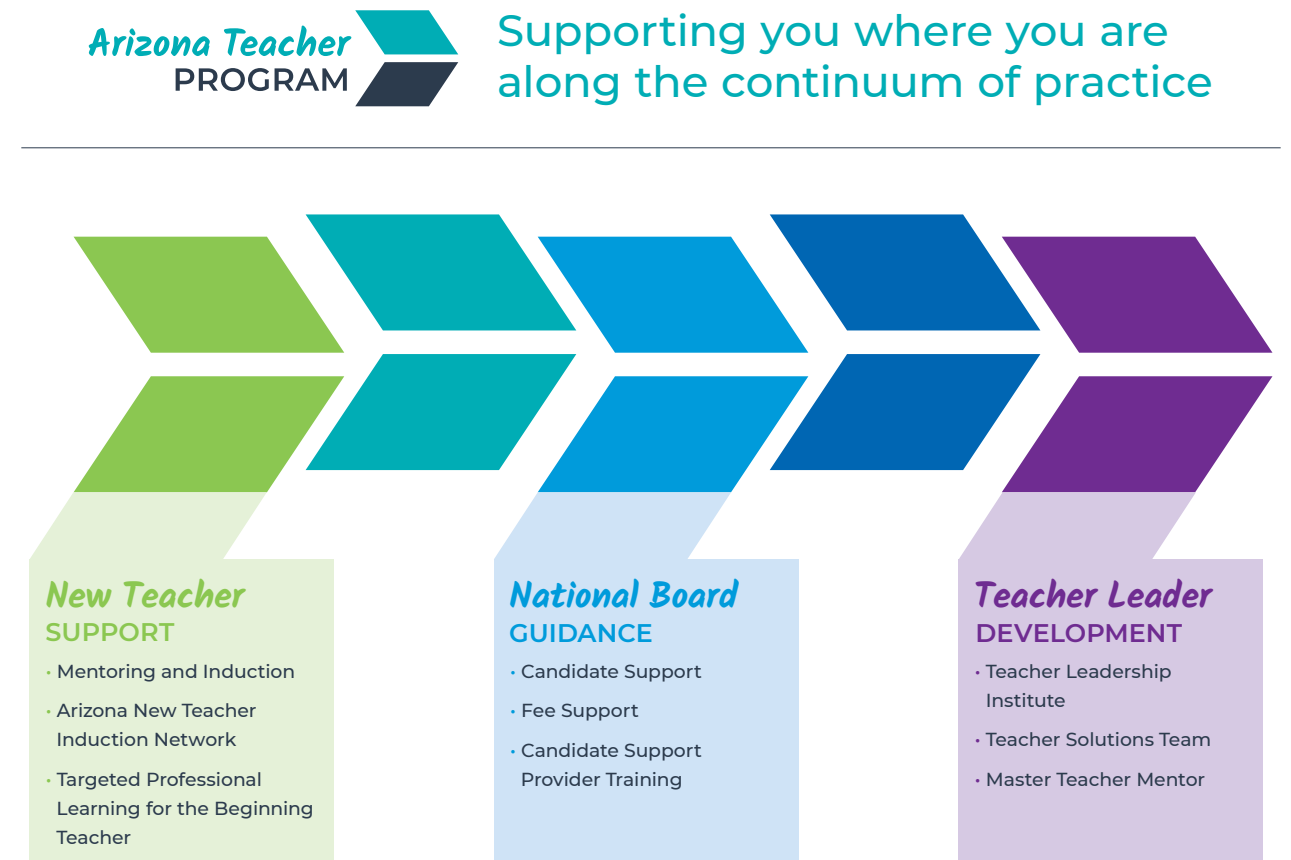 Arizona Teacher
PROGRAM
Supporting you where you are
along the continuum of practice
New Teacher
SUPPORT
· Mentoring and Induction
· Arizona New Teacher
Induction Network
· Targeted Professional
Learning for the Beginning
Teacher
National Board
GUIDANCE
· Candidate Support
· Fee Support
· Candidate Support
Provider Training
Teacher Leader
DEVELOPMENT
· Teacher Leadership
Institute
· Teacher Solutions Team
· Master Teacher Mentor